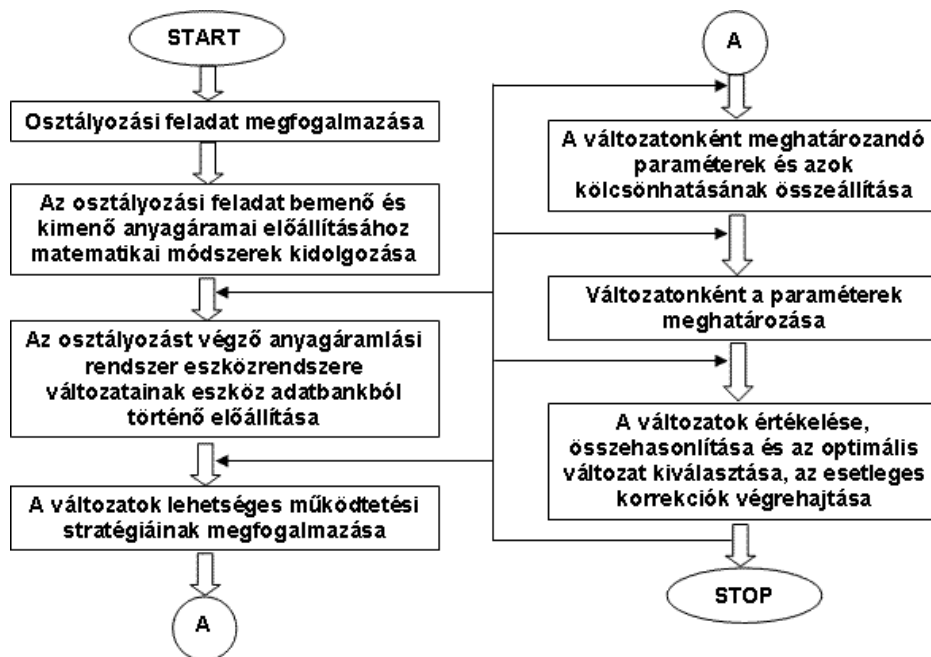 START
Osztályozási feladat megfogalmazása
Az osztályozási feladat bemenő és
kimenő anyagáramai előállításához
matematikai módszerek kidolgozása
Az osztályozást végző anyagáramlási
rendszer eszközrendszere
változatainak eszköz adatbankból
történő előállítása
A változatok lehetséges működtetési
stratégiáinak megfogalmazása
A
A
A változatonként meghatározandó
paraméterek és azok
kölcsönhatásának összeállítása
Változatonként a paraméterek
meghatározása
A változatok értékelése,
összehasonlítása és az optimális
változat kiválasztása, az esetleges
korrekciók végrehajtása
STOP